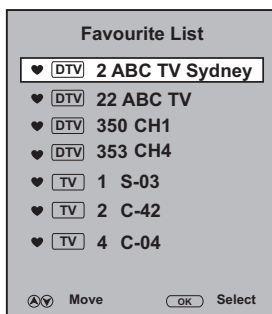 Favourite List
DTV 2 ABC TV Sydney
DTV 22 ABC TV
DTV 350 CH1
DTV 353 CH4
TV 1 S-03
TV 2 C-42
TV 4 C-04
Move OK Select